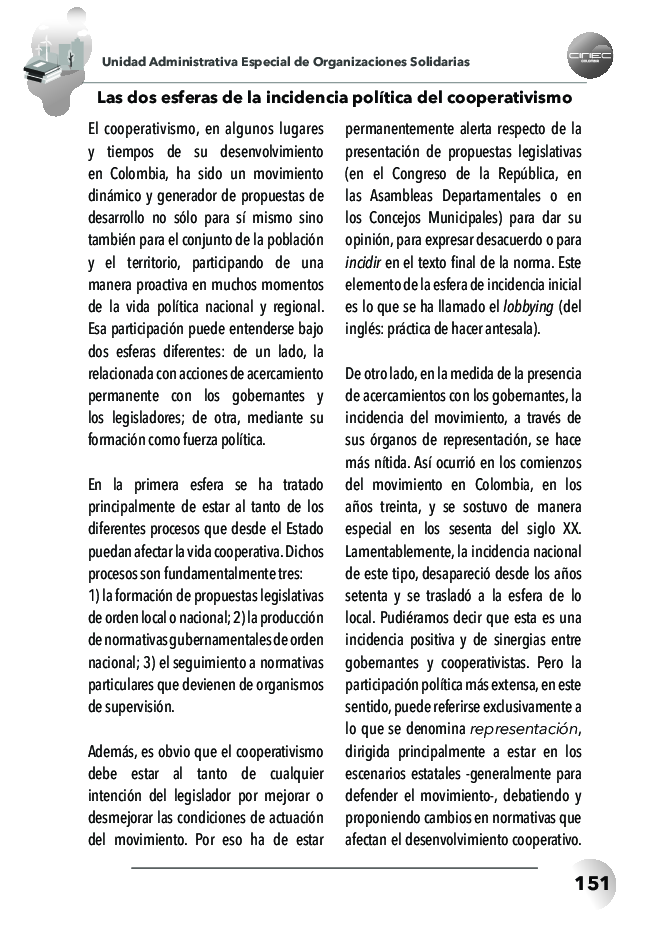 Unidad Administrativa Especial de Organizaciones Solidarias
CINEC
COLOMBIA
Las dos esferas de la incidencia política del cooperativismo
El cooperativismo, en algunos lugares
y tiempos de su desenvolvimiento
en Colombia, ha sido un movimiento
dinámico y generador de propuestas de
desarrollo no sólo para sí mismo sino
también para el conjunto de la población
y el territorio, participando de una
manera proactiva en muchos momentos
de la vida política nacional y regional.
Esa participación puede entenderse bajo
dos esferas diferentes: de un lado, la
relacionada con acciones de acercamiento
permanente con los gobernantes y
los legisladores; de otra, mediante su
formación como fuerza política.
En la primera esfera se ha tratado
principalmente de estar al tanto de los
diferentes procesos que desde el Estado
puedan afectar la vida cooperativa. Dichos
procesos son fundamentalmente tres:
1) la formación de propuestas legislativas
de orden local o nacional; 2) la producción
de normativas gubernamentales de orden
nacional; 3) el seguimiento a normativas
particulares que devienen de organismos
de supervisión.
Además, es obvio que el cooperativismo
debe estar al tanto de cualquier
intención del legislador por mejorar o
desmejorar las condiciones de actuación
del movimiento. Por eso ha de estar
permanentemente alerta respecto de la
presentación de propuestas legislativas
(en el Congreso de la República, en
las Asambleas Departamentales o en
los Concejos Municipales) para dar su
opinión, para expresar desacuerdo o para
incidir en el texto final de la norma. Este
elemento de la esfera de incidencia inicial
es lo que se ha llamado el lobbying (del
inglés: práctica de hacer antesala).
De otro lado, en la medida de la presencia
de acercamientos con los gobernantes, la
incidencia del movimiento, a través de
sus órganos de representación, se hace
más nítida. Así ocurrió en los comienzos
del movimiento en Colombia, en los
años treinta, y se sostuvo de manera
especial en los sesenta del siglo XX.
Lamentablemente, la incidencia nacional
de este tipo, desapareció desde los años
setenta y se trasladó a la esfera de lo
local. Pudiéramos decir que esta es una
incidencia positiva y de sinergias entre
gobernantes y cooperativistas. Pero la
participación política más extensa, en este
sentido, puede referirse exclusivamente a
lo que se denomina representación,
dirigida principalmente a estar en los
escenarios estatales -generalmente para
defender el movimiento-, debatiendo y
proponiendo cambios en normativas que
afectan el desenvolvimiento cooperativo.
151